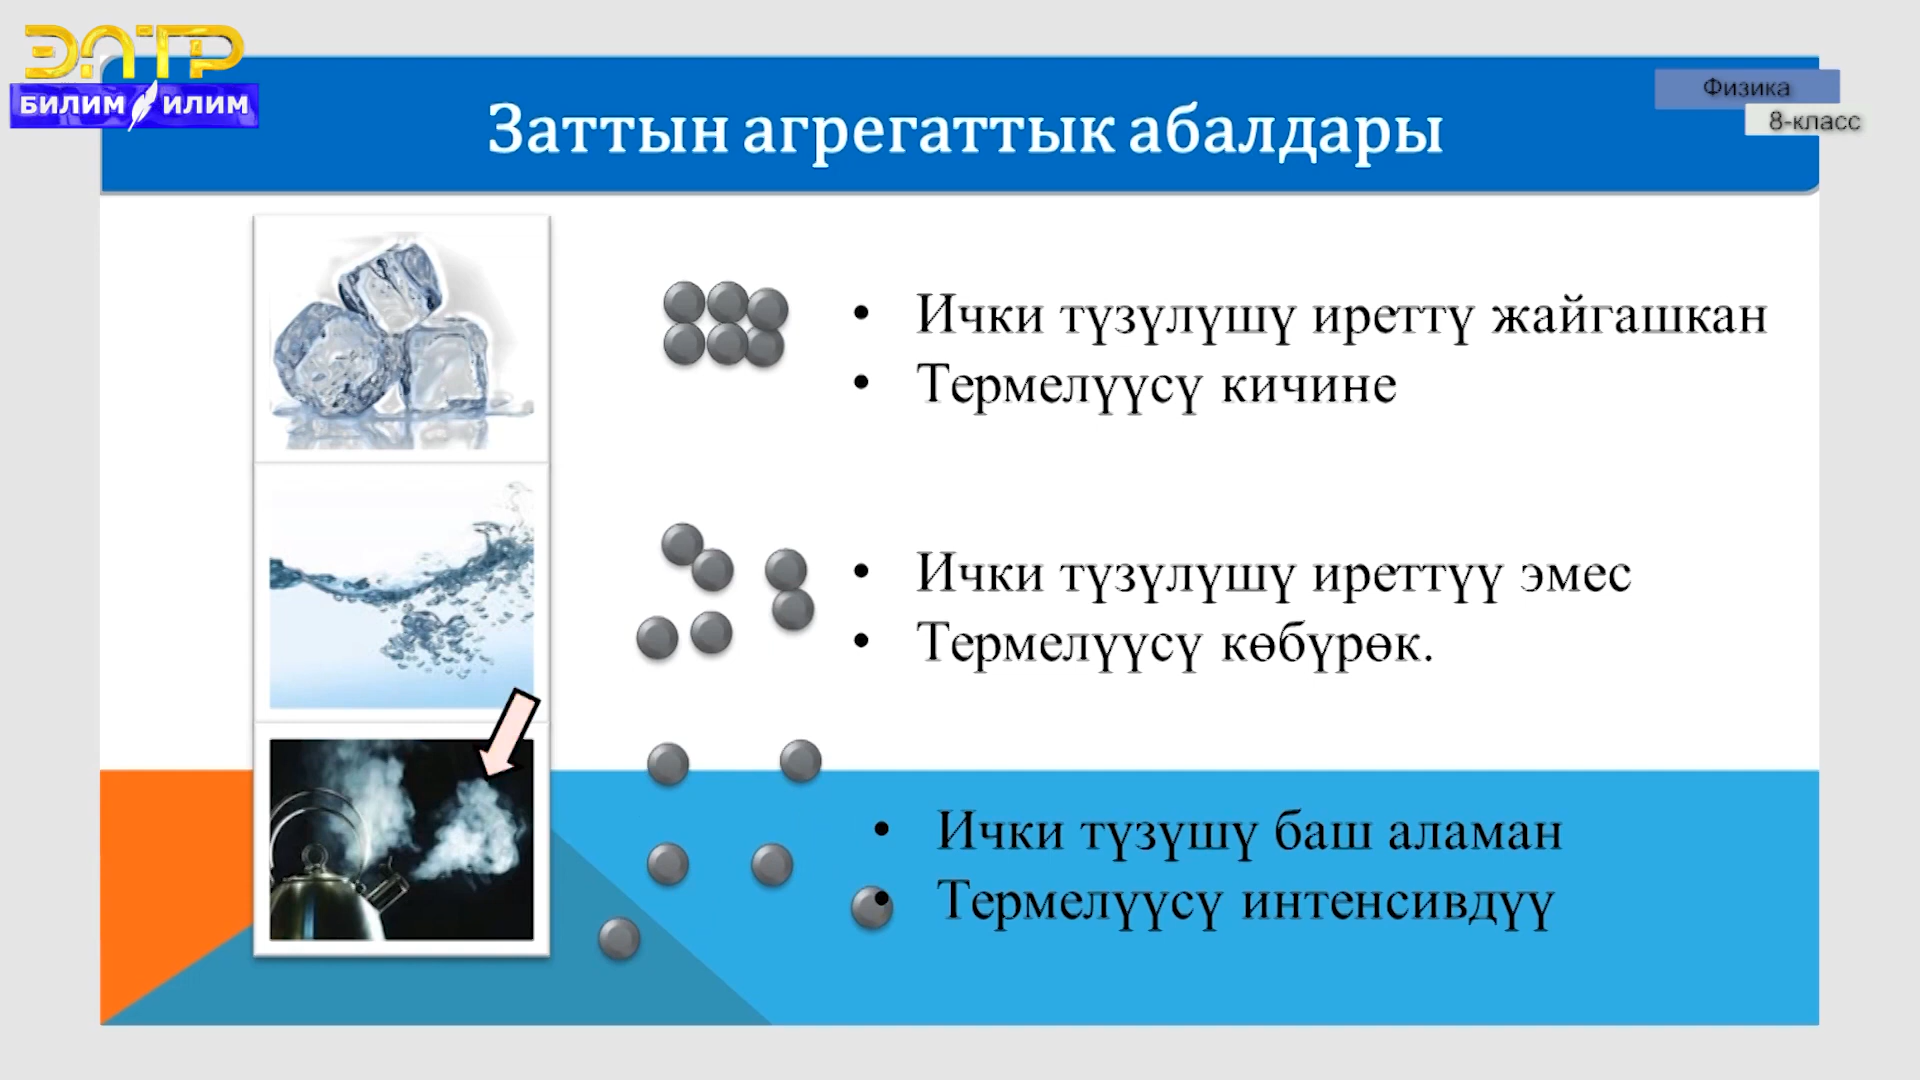 ЭЛТР
БИЛИМ ИЛИМ
Физика
8-класс
Заттын агрегаттык абалдары
• Ички түзүлүшү иреттү жайгашкан
• Термелүүсү кичине
• Ички түзүлүшү иреттүү эмес
• Термелүүсү көбүрөк.
• Ички түзүшү баш аламан
• Термелүүсү интенсивдүү